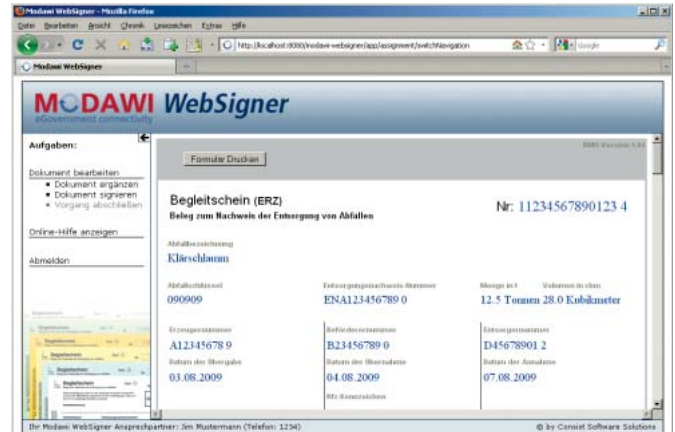 Modawi WebSigner - Mozilla Firefox
Datei Bearbeiten Ansicht Chronik Lesezeichen Extras Hilfe
http://localhost:8080/modawi-websigner/app/assignment/switchNavigation
Google
Modawi WebSigner
MODAWI WebSigner
eGovernment connectivity
Aufgaben:
Dokument bearbeiten
Dokument ergänzen
Dokument signieren
Vorgang abschließen
Online-Hilfe anzeigen
Abmelden
Formular Drucken
Begleitschein (ERZ)
Nr: 11234567890123 4
Beleg zum Nachweis der Entsorgung von Abfällen
Abfallbezeichnung
Klärschlamm
Abfallschlüssel
Entsorgungsnachweis-Nummer
Menge in t
Volumen in cbm
090909
ENA123456789 0
12.5 Tonnen 28.0 Kubikmeter
Erzeugernummer
Beförderernummer
Entsorgernummer
A12345678 9
B23456789 0
D45678901 2
Datum der Übergabe
Datum der Übernahme
Datum der Annahme
03.08.2009
04.08.2009
07.08.2009
Kfz-Kennzeichen
Begleitschein
Begleitschein
Begleitschein
Ihr Modawi WebSigner Ansprechpartner: Jim Mustermann (Telefon: 1234)
© by Consist Software Solutions